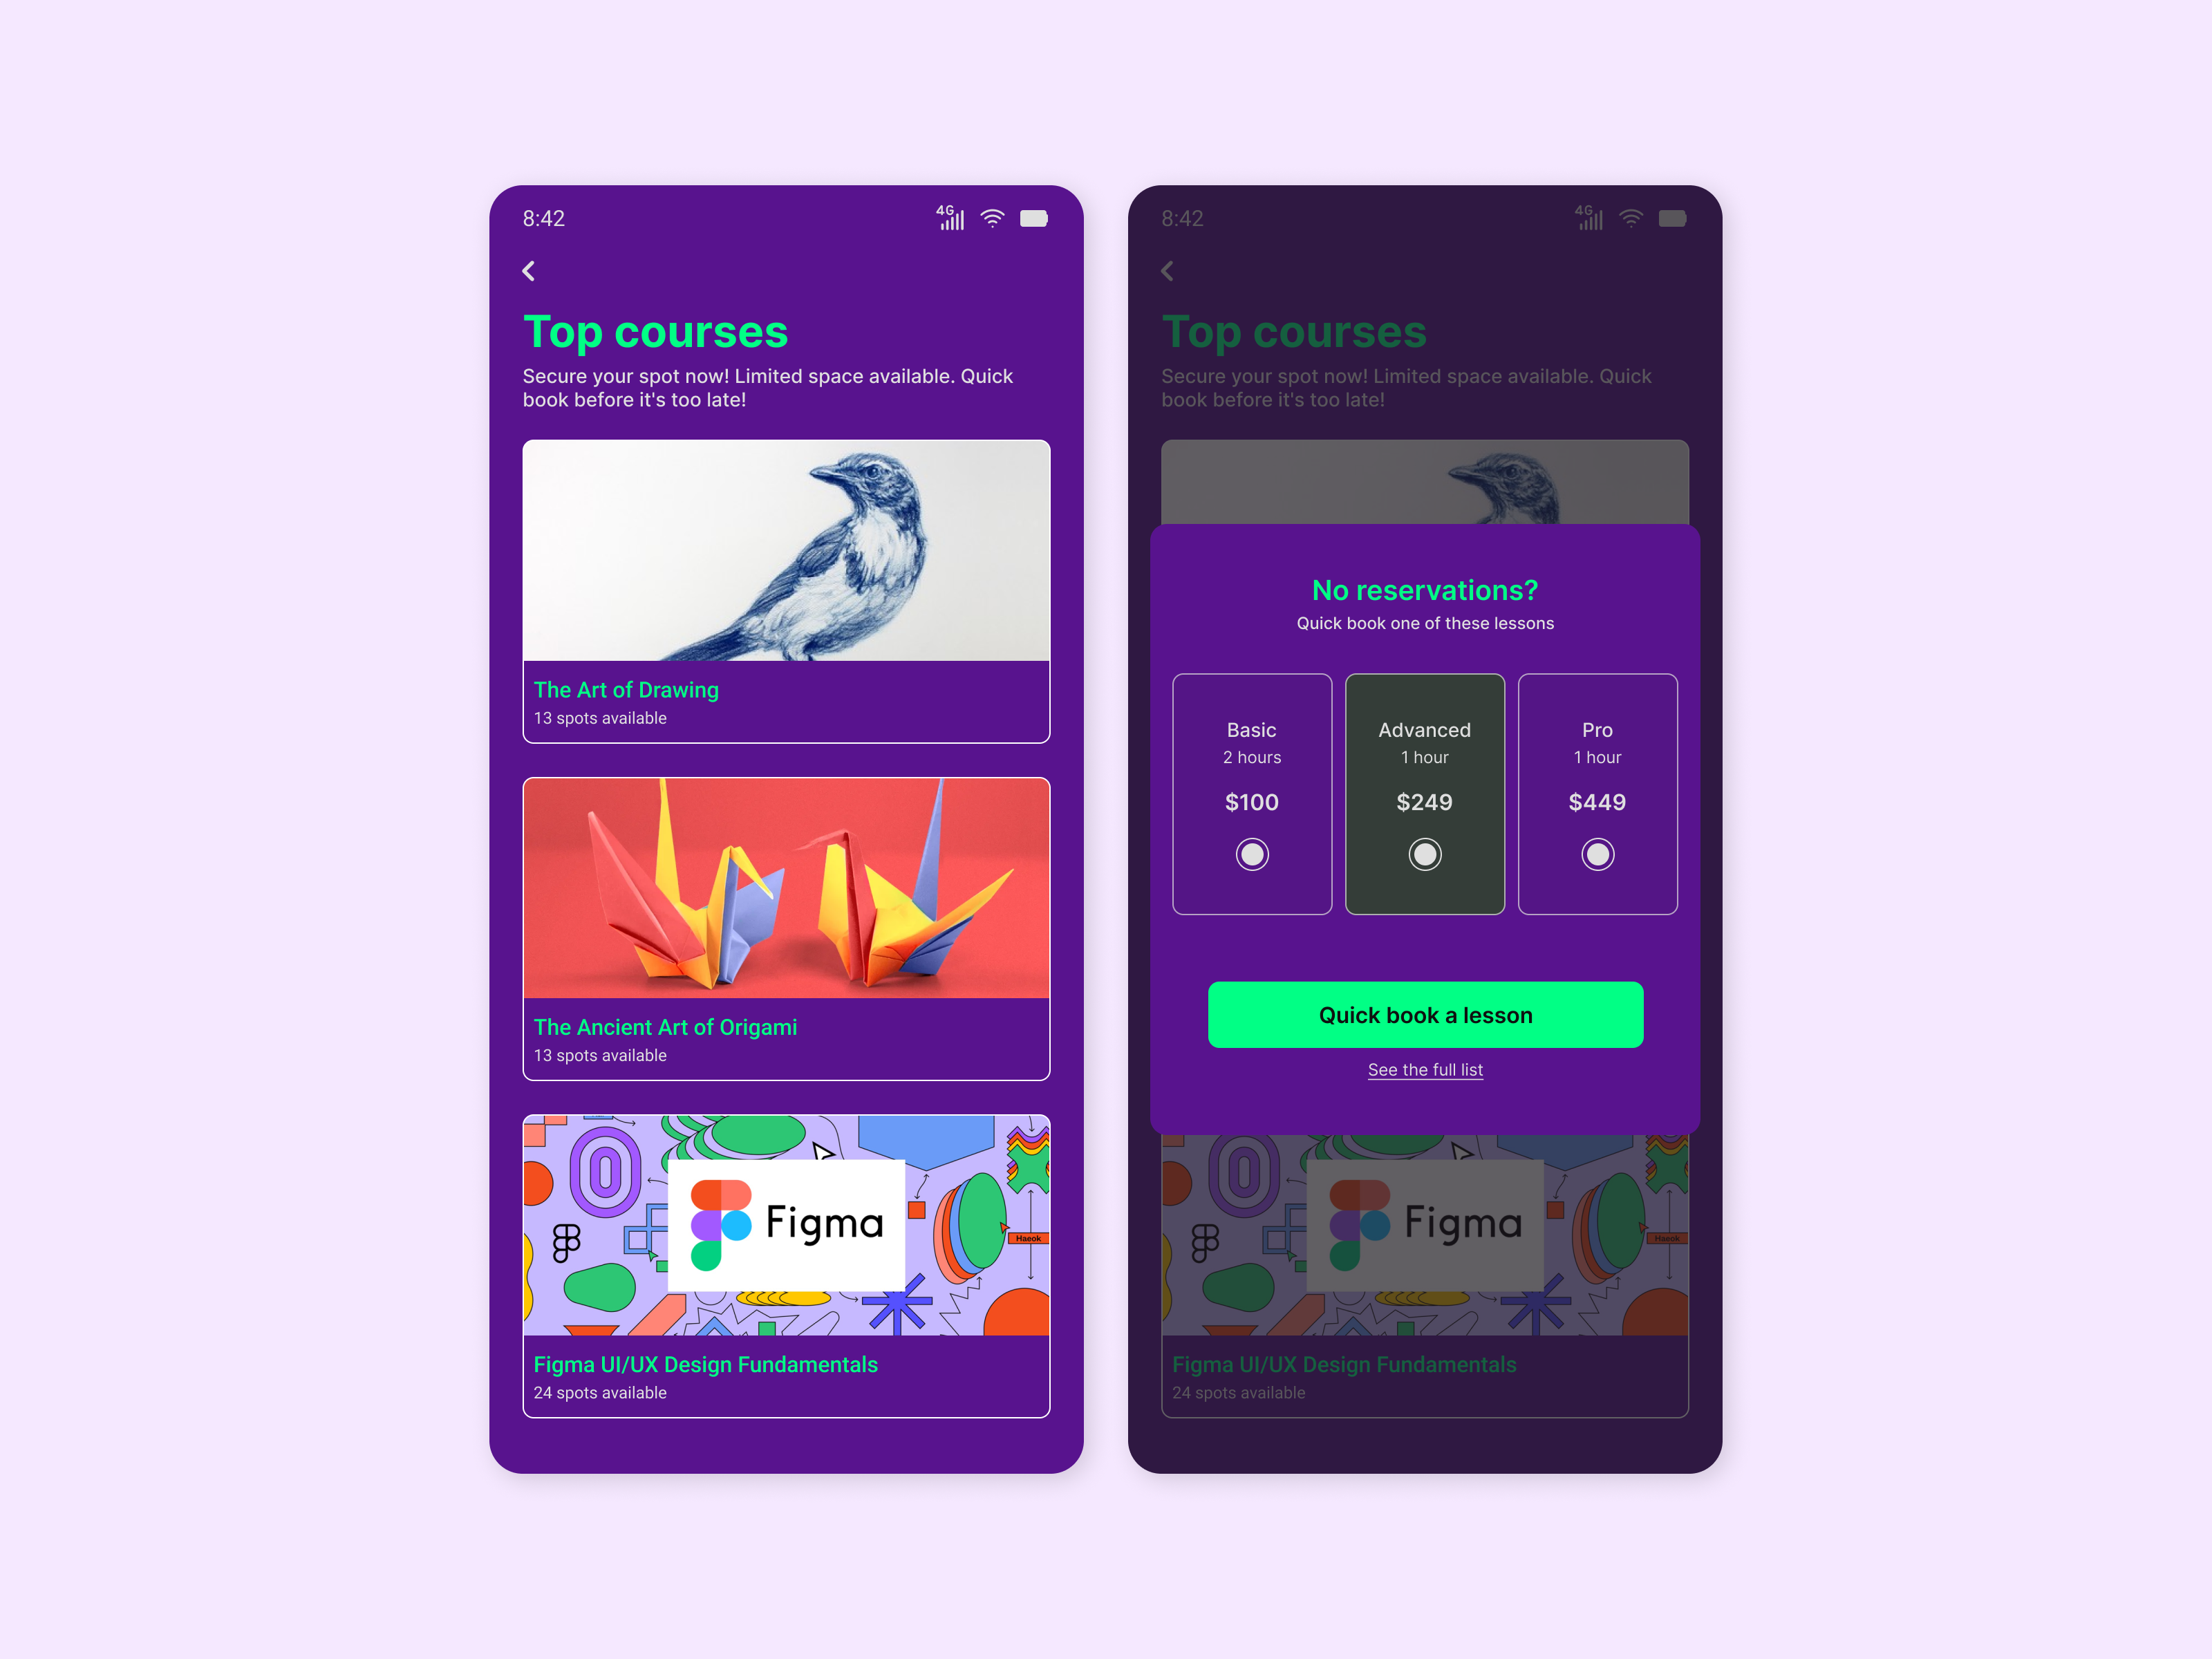 8:42
4G
Top courses
Secure your spot now! Limited space available. Quick
book before it's too late!
The Art of Drawing
13 spots available
The Ancient Art of Origami
13 spots available
Figma
Haeok
Figma UI/UX Design Fundamentals
24 spots available
8:42
4G
Top courses
Secure your spot now! Limited space available. Quick
book before it's too late!
No reservations?
Quick book one of these lessons
Basic
2 hours
$100
Advanced
1 hour
$249
Pro
1 hour
$449
Quick book a lesson
See the full list
Figma
Haeok
Figma UI/UX Design Fundamentals
24 spots available